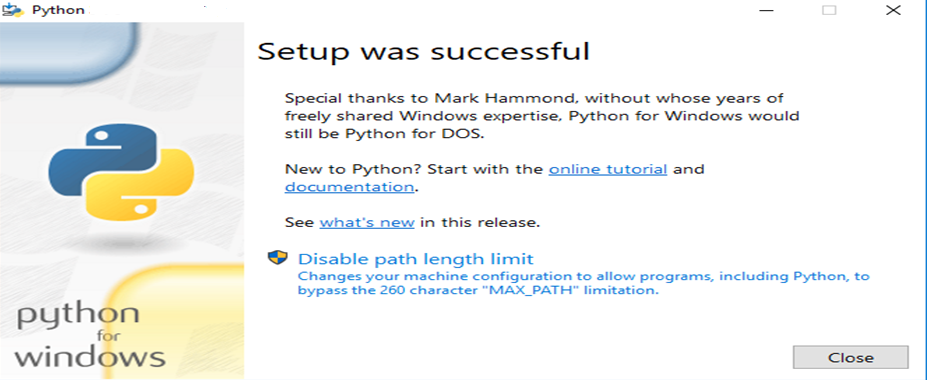 Python
Setup was successful
Special thanks to Mark Hammond, without whose years of
freely shared Windows expertise, Python for Windows would
still be Python for DOS.
New to Python? Start with the online tutorial and
documentation.
See what's new in this release.
Disable path length limit
Changes your machine configuration to allow programs, including Python, to
bypass the 260 character "MAX_PATH" limitation.
python
for
windows
Close